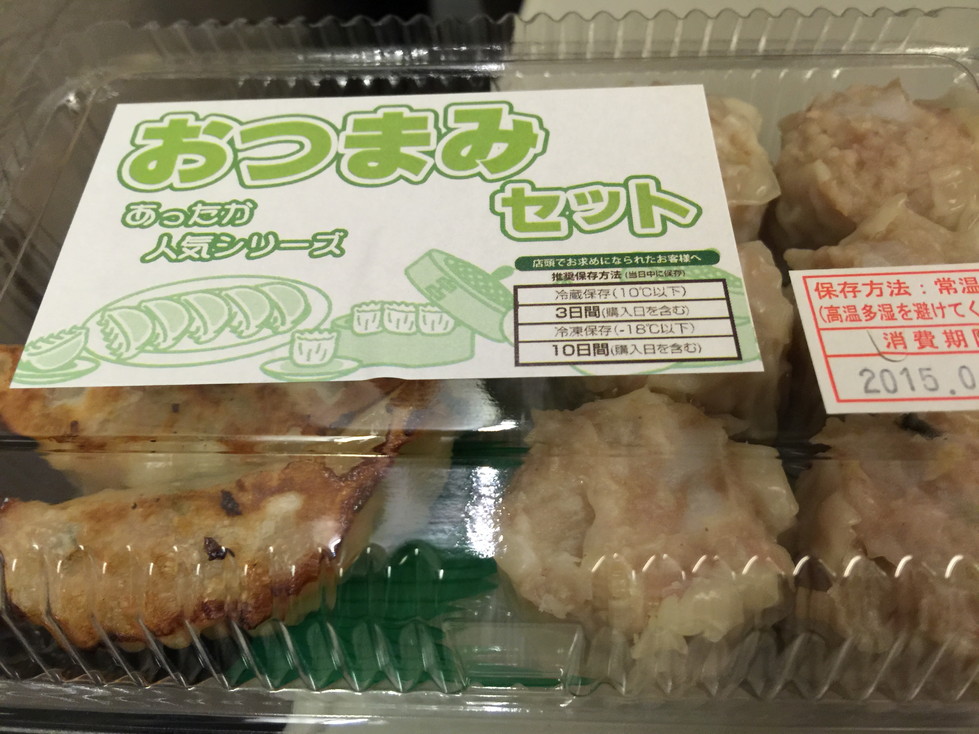 おつまみ
セット
あったか
人気シリーズ
店頭でお求めになられたお客様へ
推奨保存方法(当日中に保存)
冷蔵保存(10℃以下)
3日間(購入日を含む)
冷凍保存(-18℃以下)
10日間(購入日を含む)
保存方法:常温
(高温多湿を避けてく
消費期
2015.0